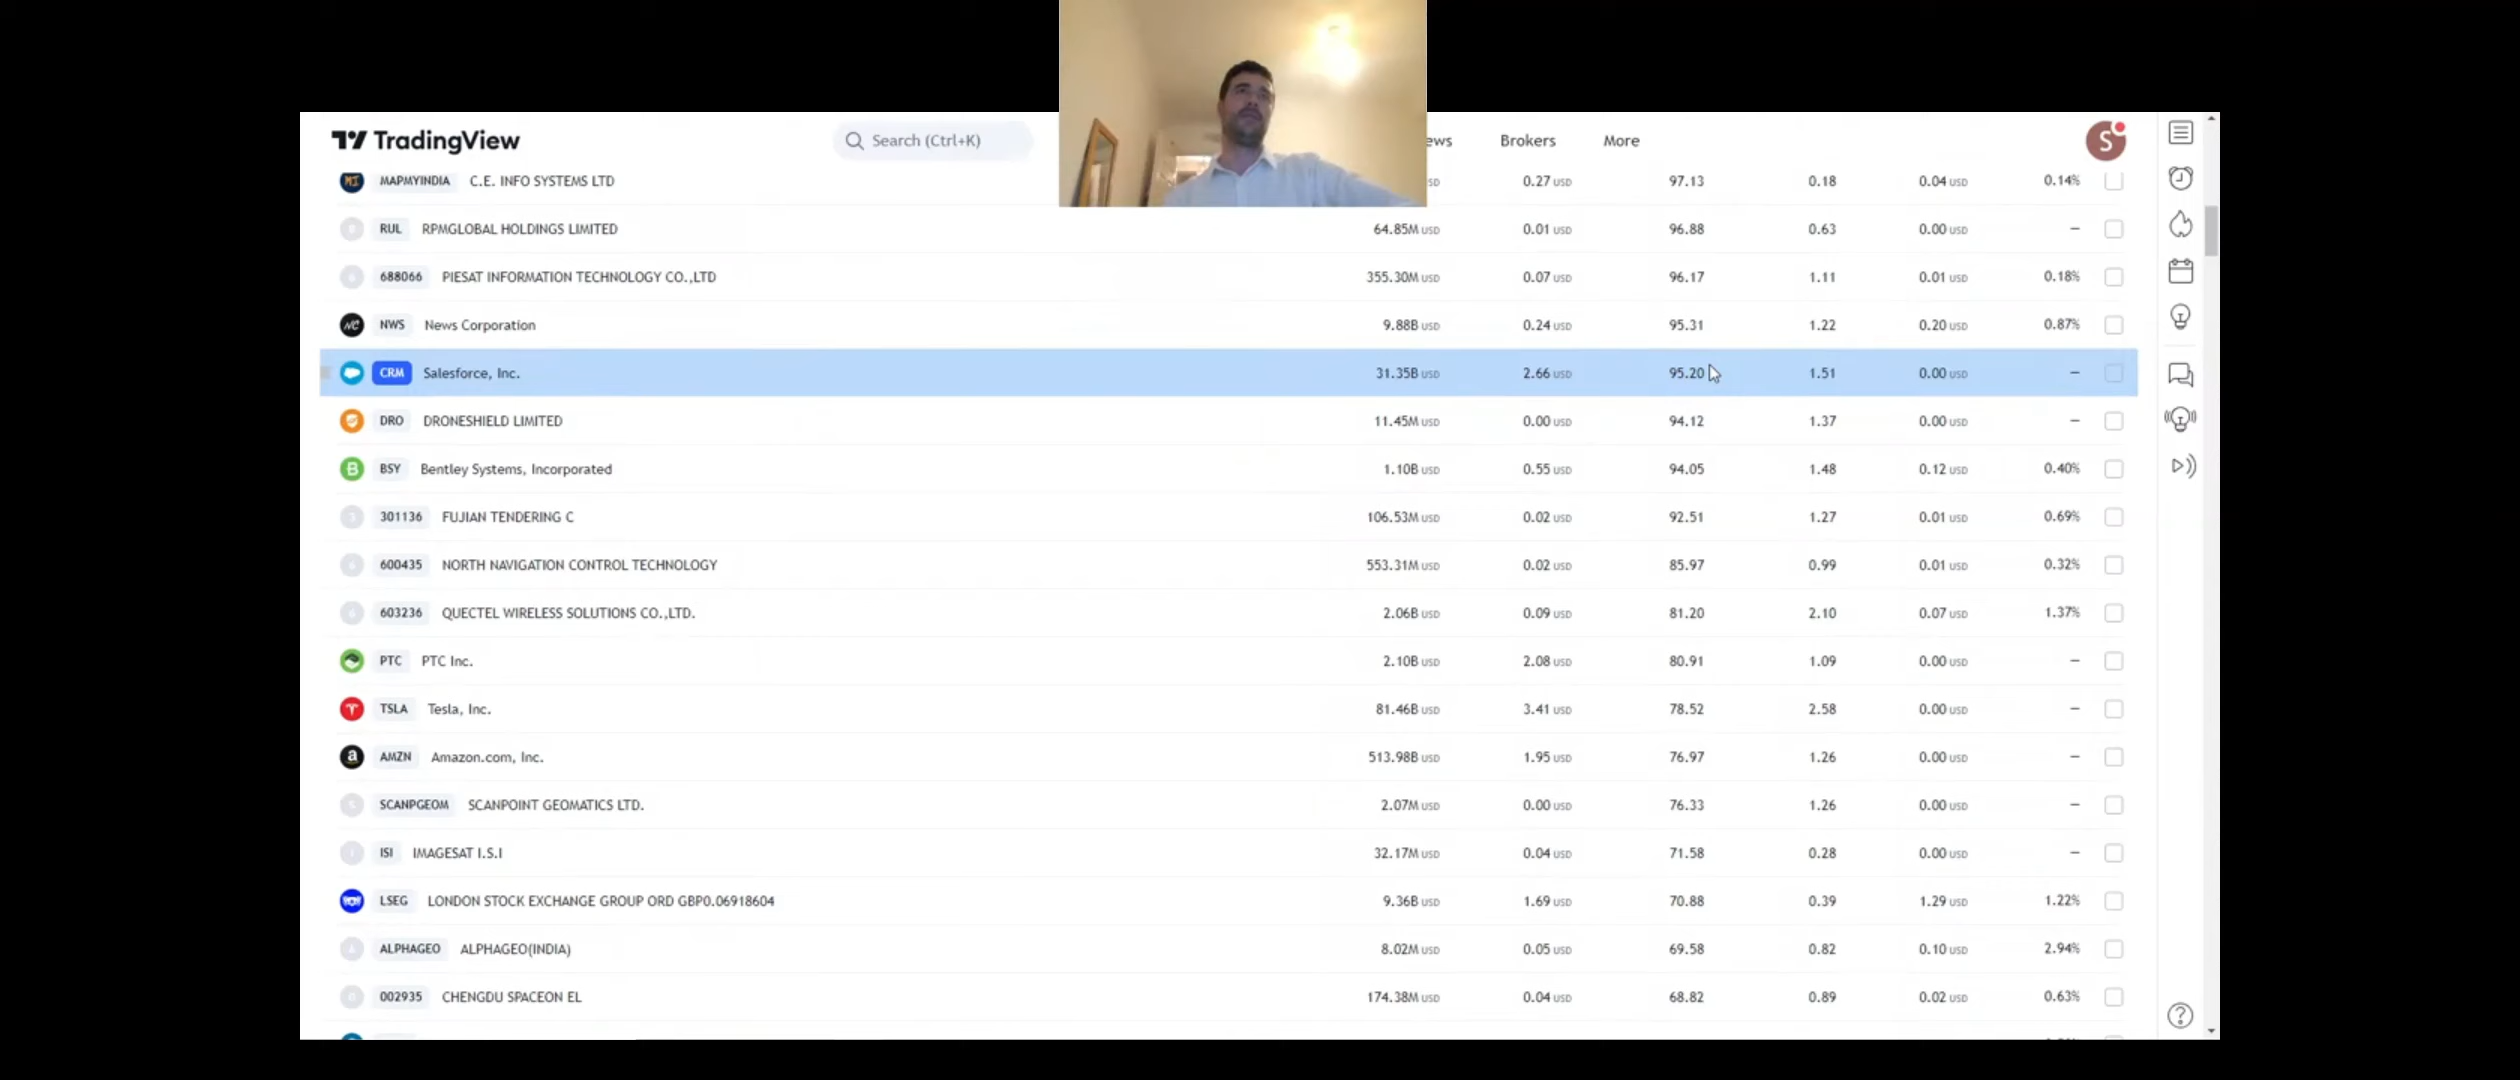 TradingView
Search (Ctrl+K)
ews
Brokers
More
S
MAPMYINDIA C.E. INFO SYSTEMS LTD SD 0.27 USD 97.13 0.18 0.04 USD 0.14%
RUL RPMGLOBAL HOLDINGS LIMITED 64.85M USD 0.01 USD 96.88 0.63 0.00 USD —
688066 PIESAT INFORMATION TECHNOLOGY CO.,LTD 355.30M USD 0.07 USD 96.17 1.11 0.01 USD 0.18%
NWS News Corporation 9.88B USD 0.24 USD 95.31 1.22 0.20 USD 0.87%
CRM Salesforce, Inc. 31.35B USD 2.66 USD 95.20 1.51 0.00 USD —
DRO DRONESHIELD LIMITED 11.45M USD 0.00 USD 94.12 1.37 0.00 USD —
B BSY Bentley Systems, Incorporated 1.10B USD 0.55 USD 94.05 1.48 0.12 USD 0.40%
301136 FUJIAN TENDERING C 106.53M USD 0.02 USD 92.51 1.27 0.01 USD 0.69%
600435 NORTH NAVIGATION CONTROL TECHNOLOGY 553.31M USD 0.02 USD 85.97 0.99 0.01 USD 0.32%
603236 QUECTEL WIRELESS SOLUTIONS CO.,LTD. 2.06B USD 0.09 USD 81.20 2.10 0.07 USD 1.37%
PTC PTC Inc. 2.10B USD 2.08 USD 80.91 1.09 0.00 USD —
TSLA Tesla, Inc. 81.46B USD 3.41 USD 78.52 2.58 0.00 USD —
a AMZN Amazon.com, Inc. 513.98B USD 1.95 USD 76.97 1.26 0.00 USD —
SCANPGEOM SCANPOINT GEOMATICS LTD. 2.07M USD 0.00 USD 76.33 1.26 0.00 USD —
ISI IMAGESAT I.S.I 32.17M USD 0.04 USD 71.58 0.28 0.00 USD —
LSEG LONDON STOCK EXCHANGE GROUP ORD GBP0.06918604 9.36B USD 1.69 USD 70.88 0.39 1.29 USD 1.22%
ALPHAGEO ALPHAGEO(INDIA) 8.02M USD 0.05 USD 69.58 0.82 0.10 USD 2.94%
002935 CHENGDU SPACEON EL 174.38M USD 0.04 USD 68.82 0.89 0.02 USD 0.63%